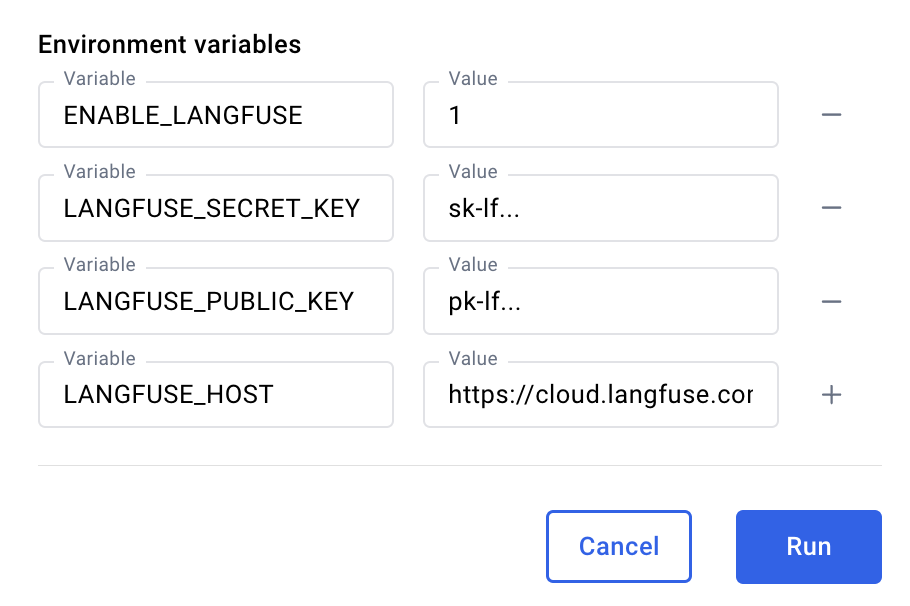 Environment variables
Variable Value
ENABLE_LANGFUSE 1
Variable Value
LANGFUSE_SECRET_KEY sk-lf...
Variable Value
LANGFUSE_PUBLIC_KEY pk-lf...
Variable Value
LANGFUSE_HOST https://cloud.langfuse.cor
Cancel Run